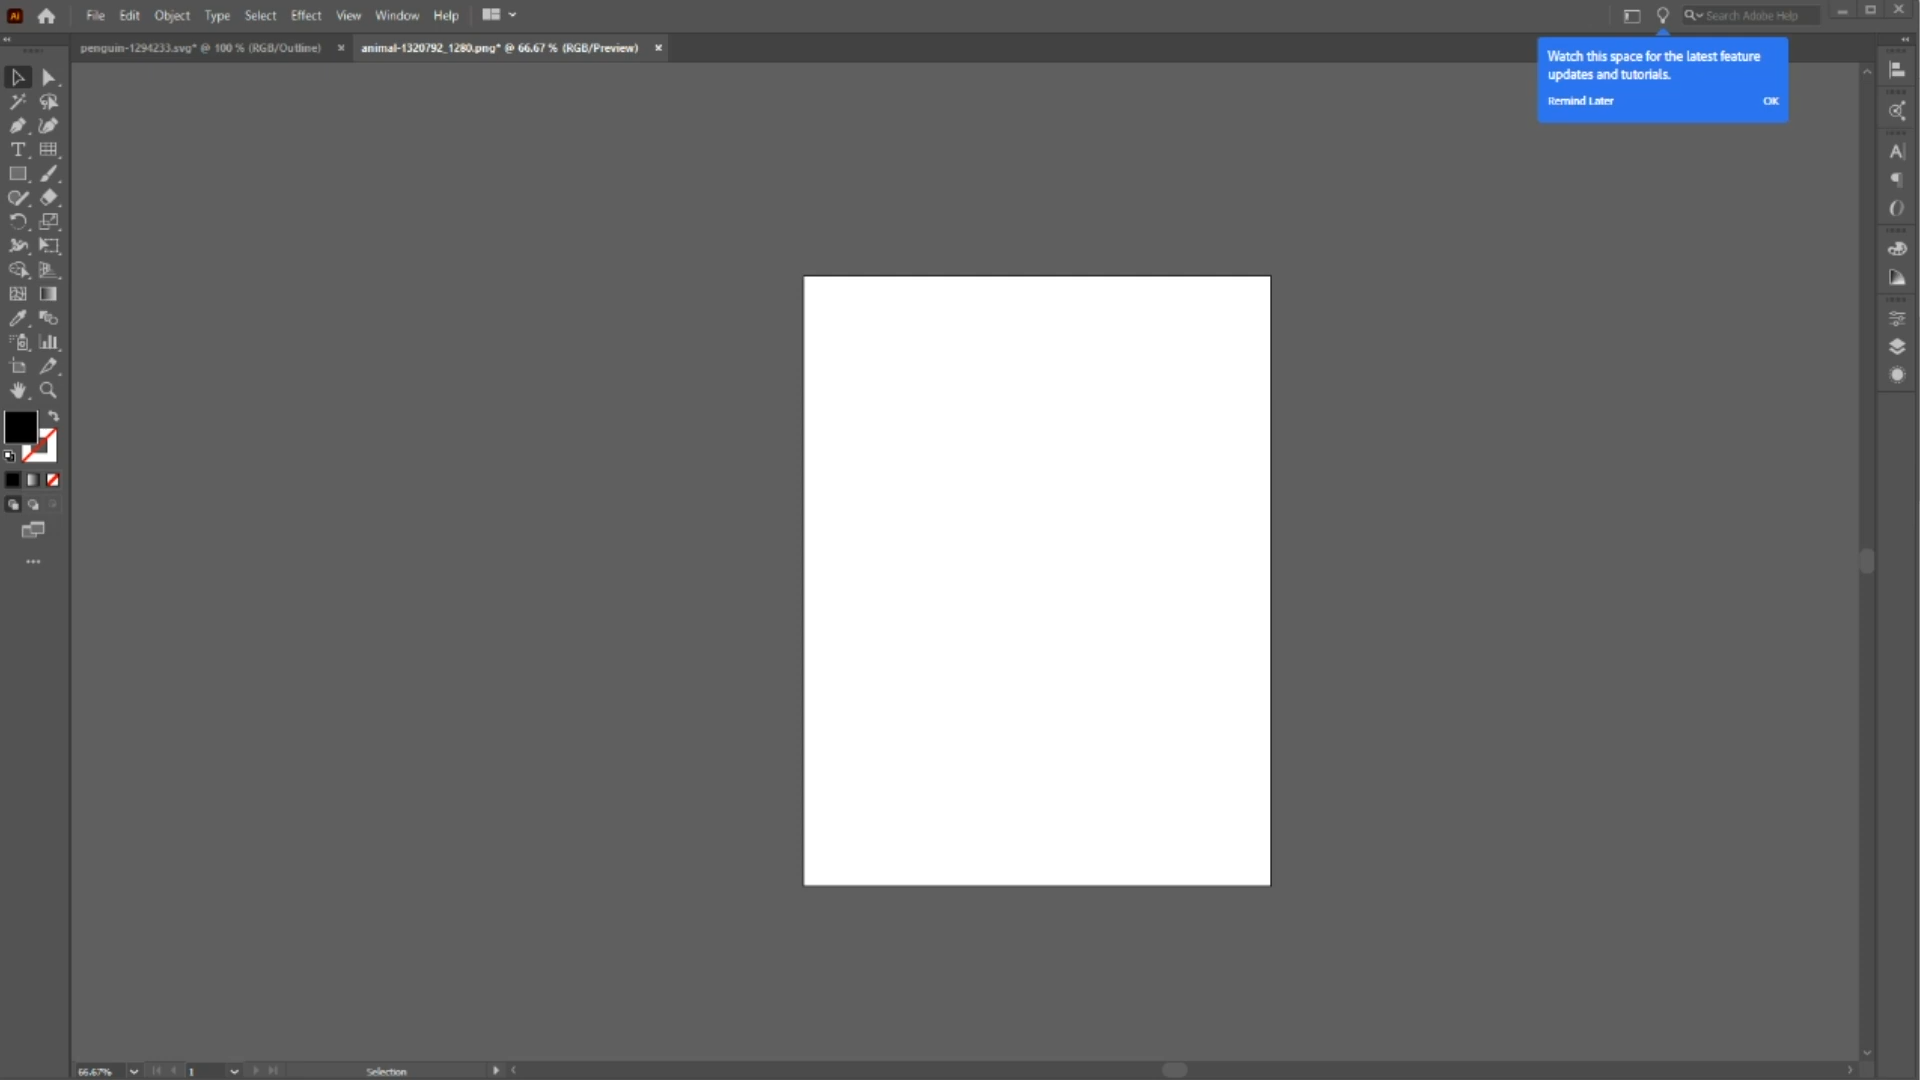 Ai File Edit Object Type Select Effect View Window Help Search Adobe Help
penguin-1294233.svg* @ 100 % (RGB/Outline) × animal-1320792_1280.png* @ 66.67 % (RGB/Preview) ×
Watch this space for the latest feature
updates and tutorials.
Remind Later OK
66.67% 1 Selection